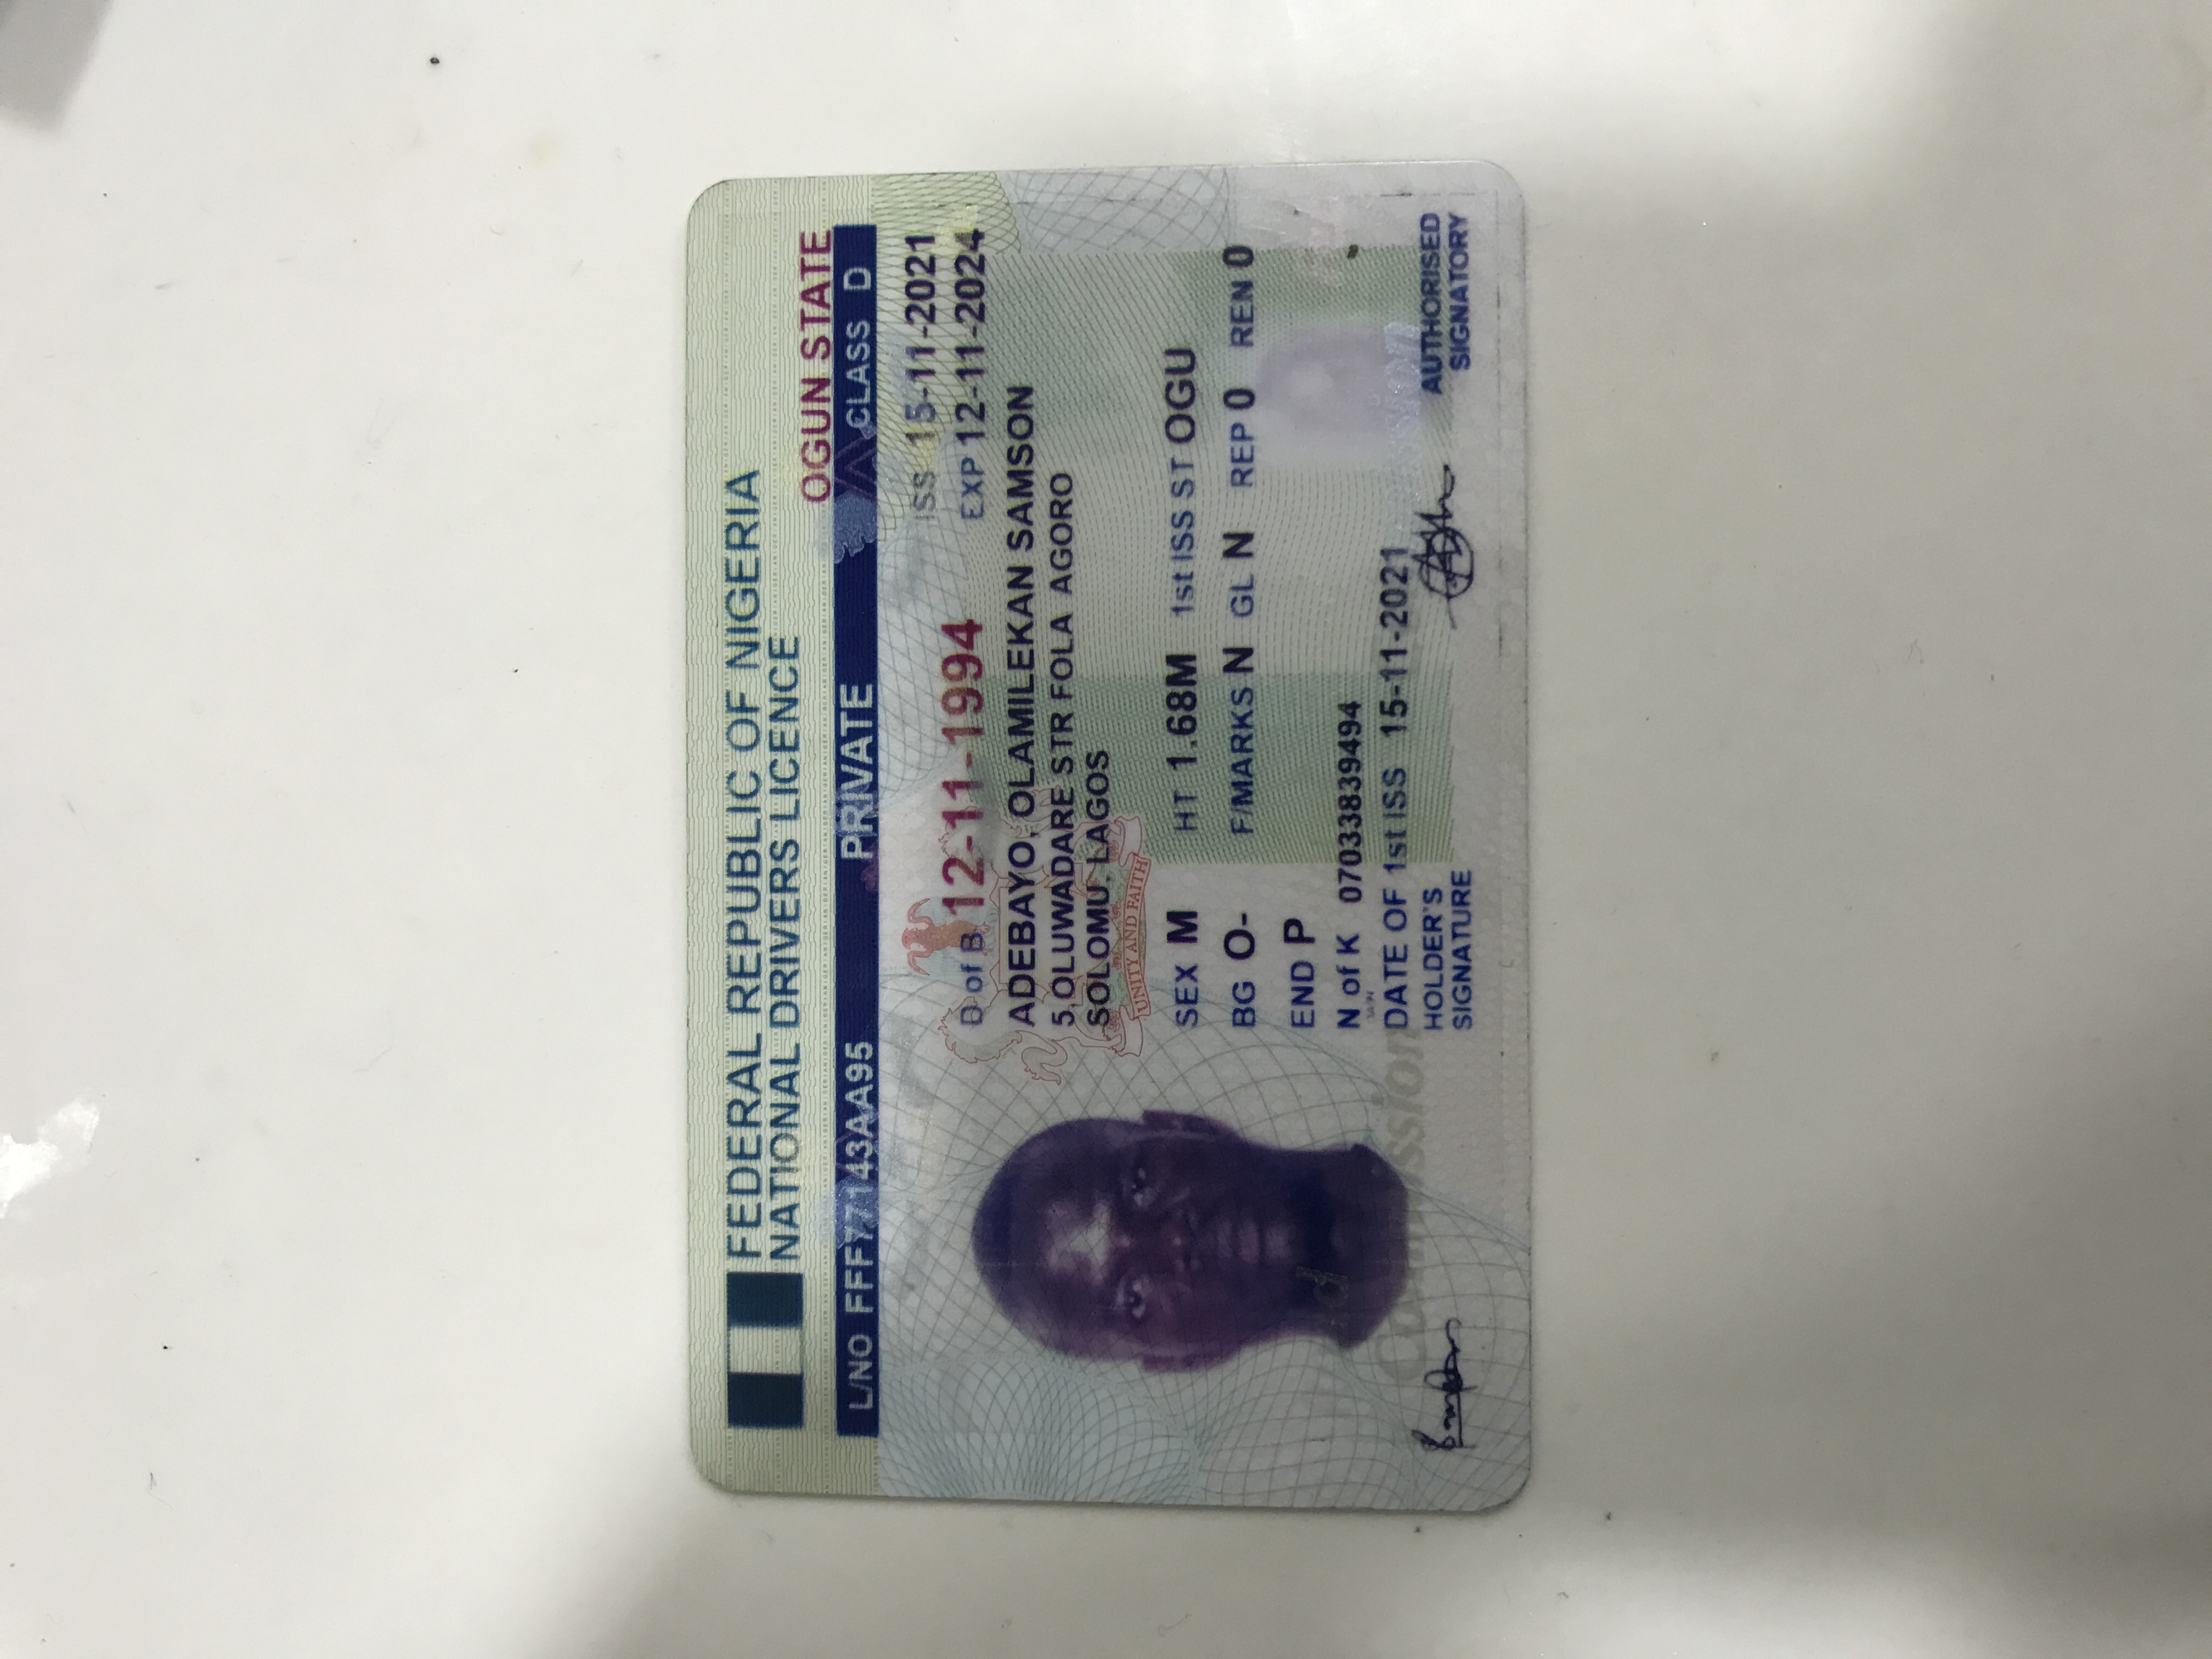 FEDERAL REPUBLIC OF NIGERIA
NATIONAL DRIVERS LICENCE
OGUN STATE
L/NO FFF77143AA95 PRIVATE CLASS D
ISS 15-11-2021
D of B 12-11-1994 EXP 12-11-2024
ADEBAYO, OLAMILEKAN SAMSON
5,OLUWADARE STR FOLA AGORO
SOLOMU, LAGOS
UNITY AND FAITH
SEX M HT 1.68M 1st ISS ST OGU
BG O- F/MARKS N GL N REP 0 REN 0
END P
N of K 07033839494
DATE OF 1st ISS 15-11-2021
Commission
HOLDER'S
SIGNATURE
AUTHORISED
SIGNATORY